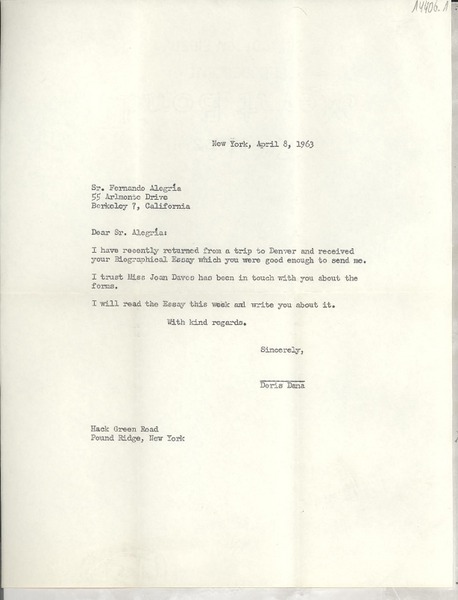 14406.1
New York, April 8, 1963
Sr. Fernando Alegría
55 Arlmonte Drive
Berkeley 7, California
Dear Sr. Alegría:
I have recently returned from a trip to Denver and received
your Biographical Essay which you were good enough to send me.
I trust Miss Joan Daves has been in touch with you about the
forms.
I will read the Essay this week and write you about it.
With kind regards.
Sincerely,
Doris Dana
Hack Green Road
Pound Ridge, New York